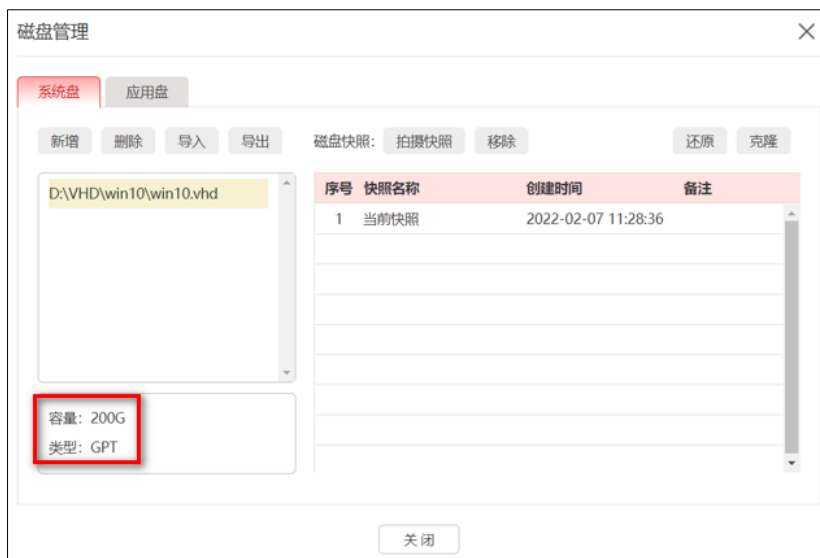 磁盘管理
系统盘 应用盘
新增 删除 导入 导出 磁盘快照： 拍摄快照 移除 还原 克隆
D:\VHD\win10\win10.vhd
序号 快照名称 创建时间 备注
1 当前快照 2022-02-07 11:28:36
容量：200G
类型：GPT
关闭